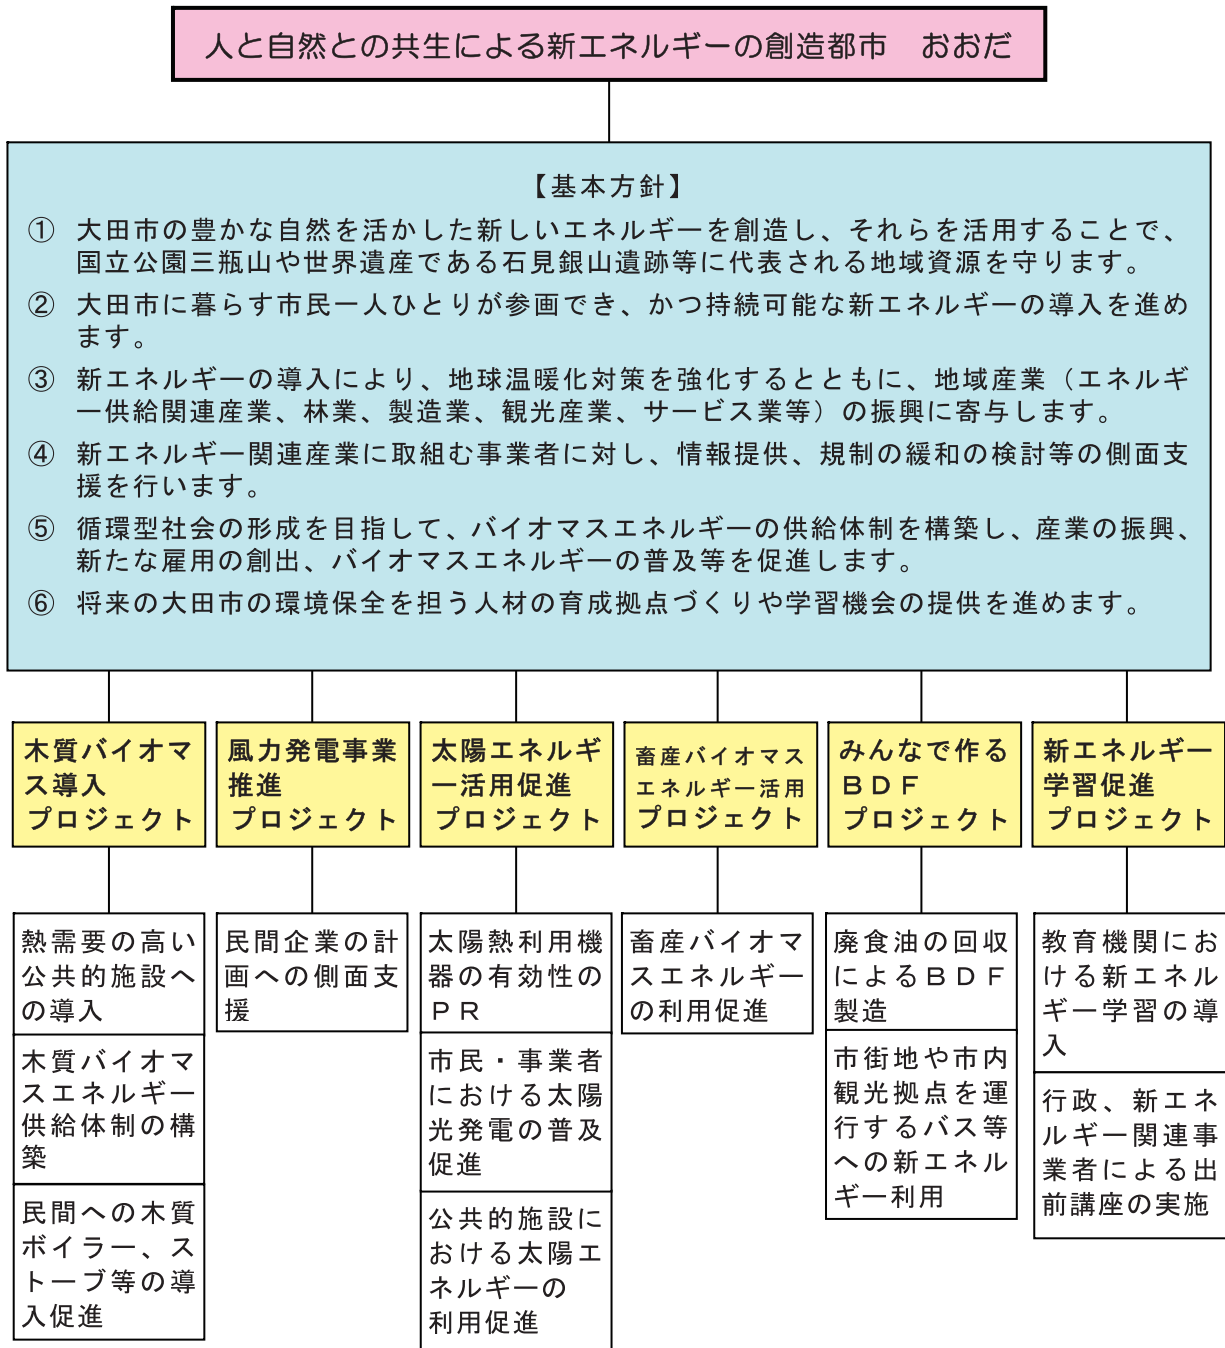 人と自然との共生による新エネルギーの創造都市　おおだ
【基本方針】
① 大田市の豊かな自然を活かした新しいエネルギーを創造し、それらを活用することで、
国立公園三瓶山や世界遺産である石見銀山遺跡等に代表される地域資源を守ります。
② 大田市に暮らす市民一人ひとりが参画でき、かつ持続可能な新エネルギーの導入を進め
ます。
③ 新エネルギーの導入により、地球温暖化対策を強化するとともに、地域産業（エネルギ
ー供給関連産業、林業、製造業、観光産業、サービス業等）の振興に寄与します。
④ 新エネルギー関連産業に取組む事業者に対し、情報提供、規制の緩和の検討等の側面支
援を行います。
⑤ 循環型社会の形成を目指して、バイオマスエネルギーの供給体制を構築し、産業の振興、
新たな雇用の創出、バイオマスエネルギーの普及等を促進します。
⑥ 将来の大田市の環境保全を担う人材の育成拠点づくりや学習機会の提供を進めます。
木質バイオマ
ス導入
プロジェクト
風力発電事業
推進
プロジェクト
太陽エネルギ
ー活用促進
プロジェクト
畜産バイオマス
エネルギー活用
プロジェクト
みんなで作る
ＢＤＦ
プロジェクト
新エネルギー
学習促進
プロジェクト
熱需要の高い
公共的施設へ
の導入
木質バイオマ
スエネルギー
供給体制の構
築
民間への木質
ボイラー、ス
トーブ等の導
入促進
民間企業の計
画への側面支
援
太陽熱利用機
器の有効性の
ＰＲ
市民・事業者
における太陽
光発電の普及
促進
公共的施設に
おける太陽エ
ネルギーの
利用促進
畜産バイオマ
スエネルギー
の利用促進
廃食油の回収
によるＢＤＦ
製造
市街地や市内
観光拠点を運
行するバス等
への新エネル
ギー利用
教育機関にお
ける新エネル
ギー学習の導
入
行政、新エネ
ルギー関連事
業者による出
前講座の実施